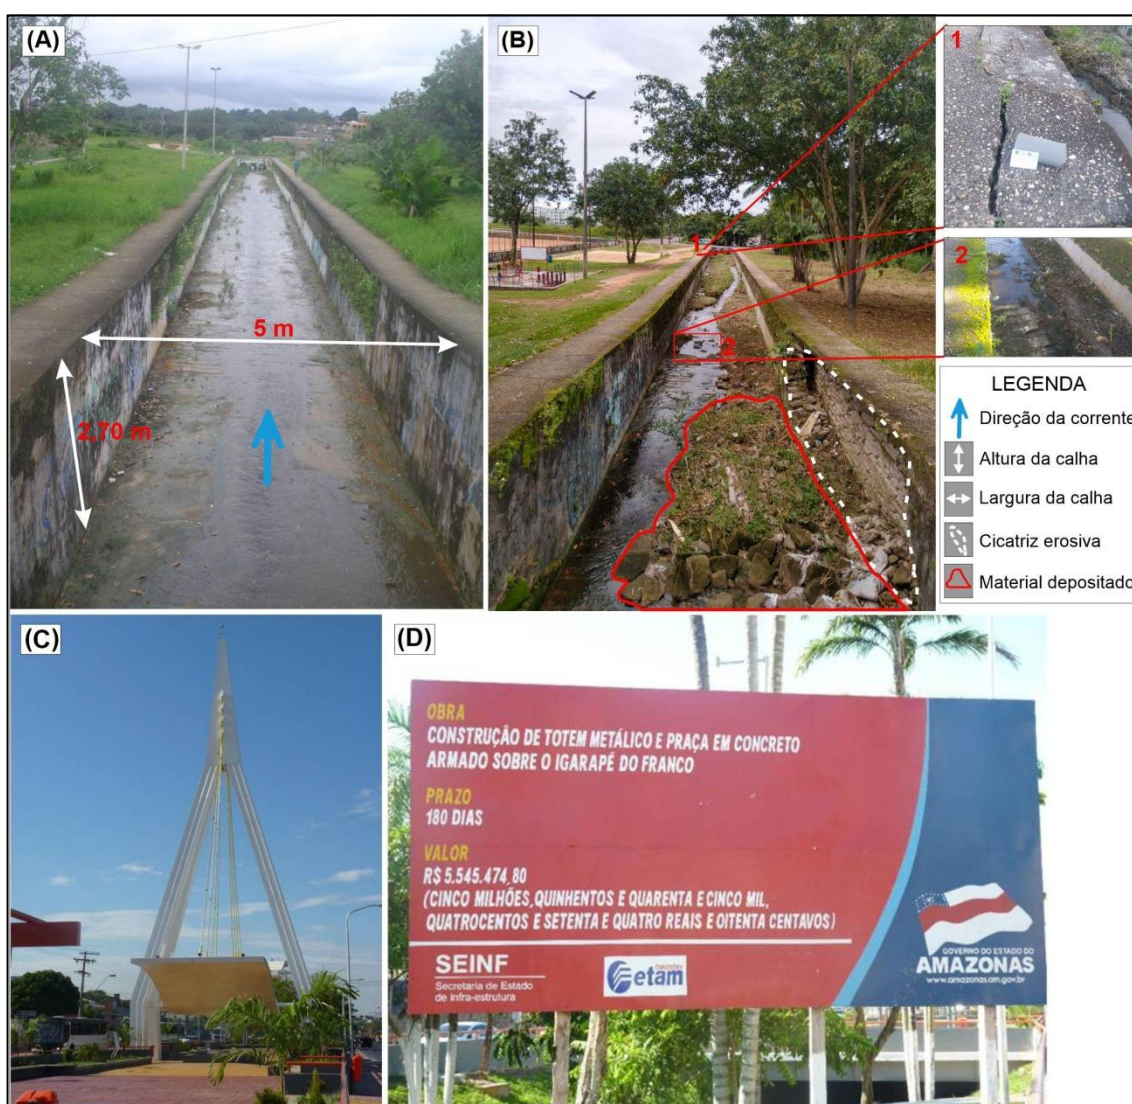 (A)
5 m
2,70 m
(B)
1
2
1
2
LEGENDA
Direção da corrente
Altura da calha
Largura da calha
Cicatriz erosiva
Material depositado
(C)
(D)
OBRA
CONSTRUÇÃO DE TOTEM METÁLICO E PRAÇA EM CONCRETO
ARMADO SOBRE O IGARAPÉ DO FRANCO
PRAZO
180 DIAS
VALOR
R$ 5.545.474,80
(CINCO MILHÕES, QUINHENTOS E QUARENTA E CINCO MIL,
QUATROCENTOS E SETENTA E QUATRO REAIS E OITENTA CENTAVOS)
SEINF
Secretaria de Estado
de Infra-estrutura
etam
GOVERNO DO ESTADO DO
AMAZONAS
www.amazonas.am.gov.br